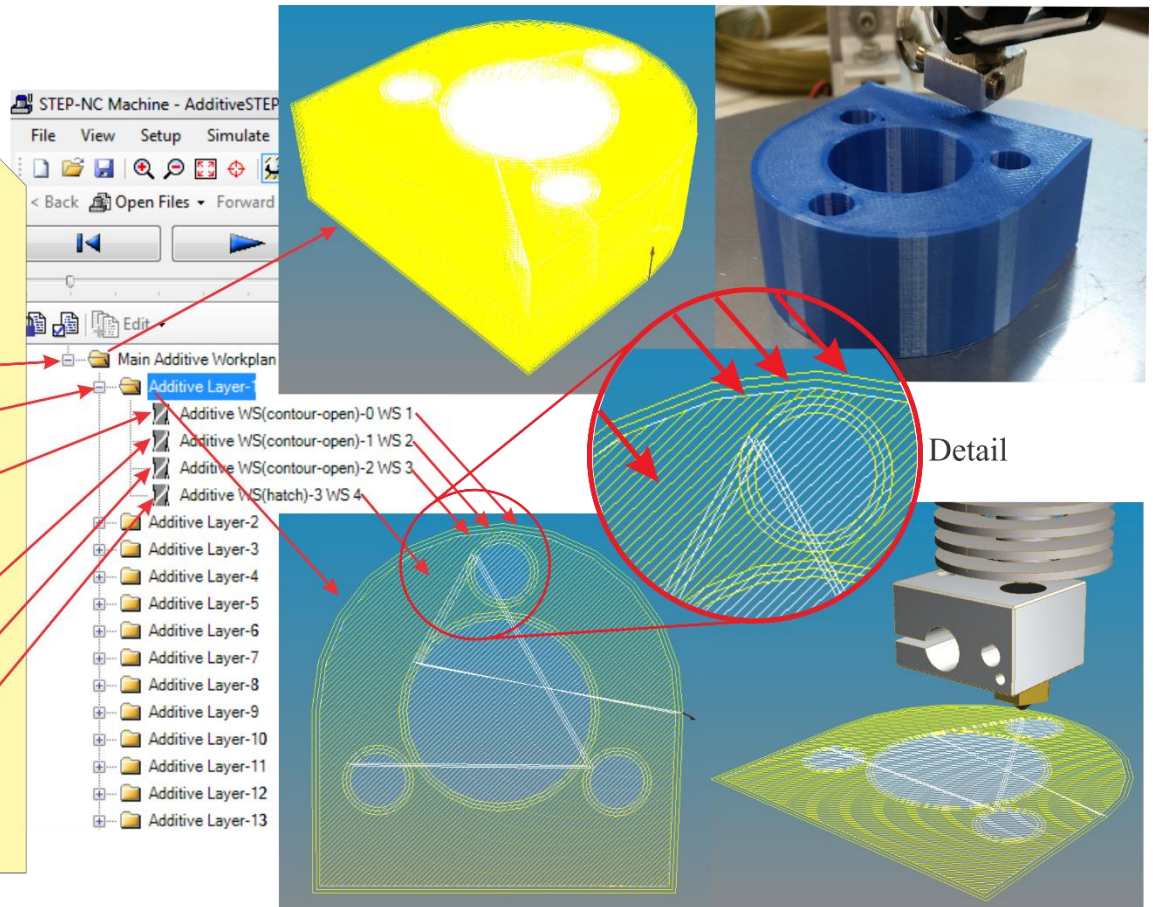 STEP-NC Machine - AdditiveSTEP
File View Setup Simulate
< Back Open Files Forward
Edit
Main Additive Workplan
Additive Layer-1
Additive WS(contour-open)-0 WS 1
Additive WS(contour-open)-1 WS 2
Additive WS(contour-open)-2 WS 3
Additive WS(hatch)-3 WS 4
Additive Layer-2
Additive Layer-3
Additive Layer-4
Additive Layer-5
Additive Layer-6
Additive Layer-7
Additive Layer-8
Additive Layer-9
Additive Layer-10
Additive Layer-11
Additive Layer-12
Additive Layer-13
Detail